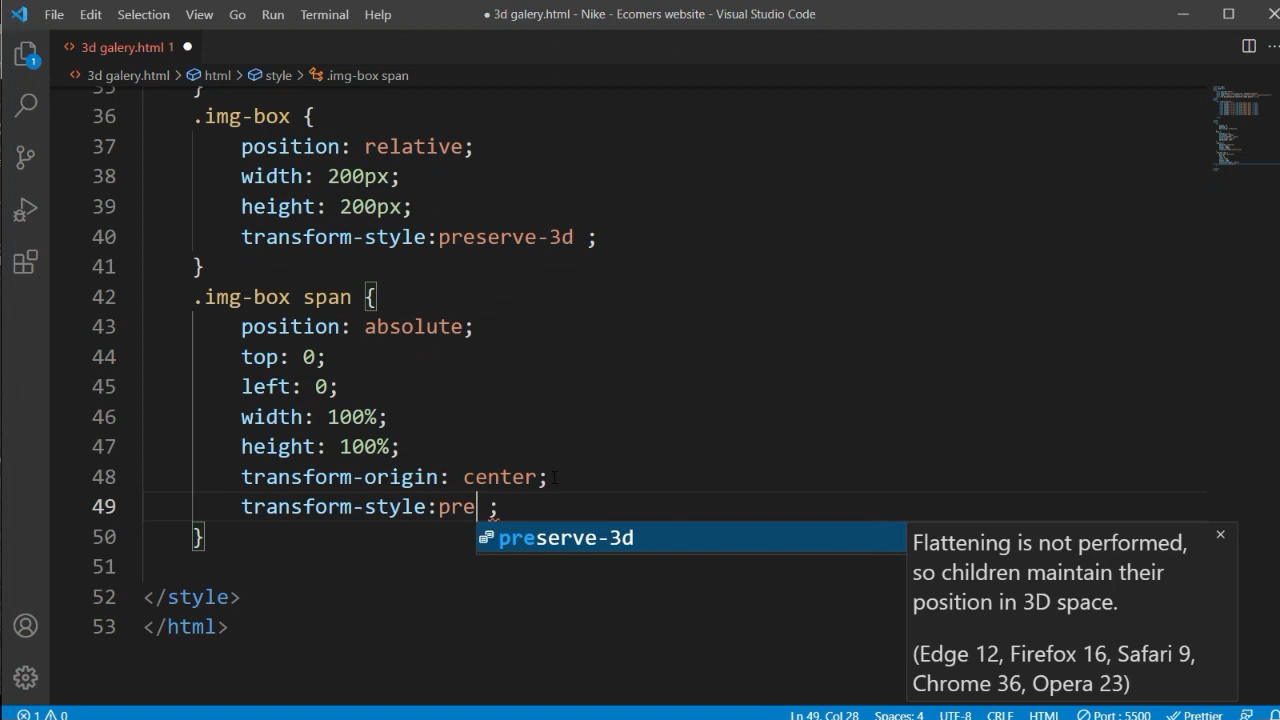 File Edit Selection View Go Run Terminal Help ● 3d galery.html - Nike - Ecomers website - Visual Studio Code
<> 3d galery.html 1 ●
<> 3d galery.html > html > style > .img-box span
35 }
36 .img-box {
37 position: relative;
38 width: 200px;
39 height: 200px;
40 transform-style:preserve-3d ;
41 }
42 .img-box span {
43 position: absolute;
44 top: 0;
45 left: 0;
46 width: 100%;
47 height: 100%;
48 transform-origin: center;
49 transform-style:pre ;
preserve-3d
50 }
51
52 </style>
53 </html>
Flattening is not performed,
so children maintain their
position in 3D space.
(Edge 12, Firefox 16, Safari 9,
Chrome 36, Opera 23)
1
1 0 Ln 49, Col 28 Spaces: 4 UTF-8 CRLF HTML Port : 5500 Prettier